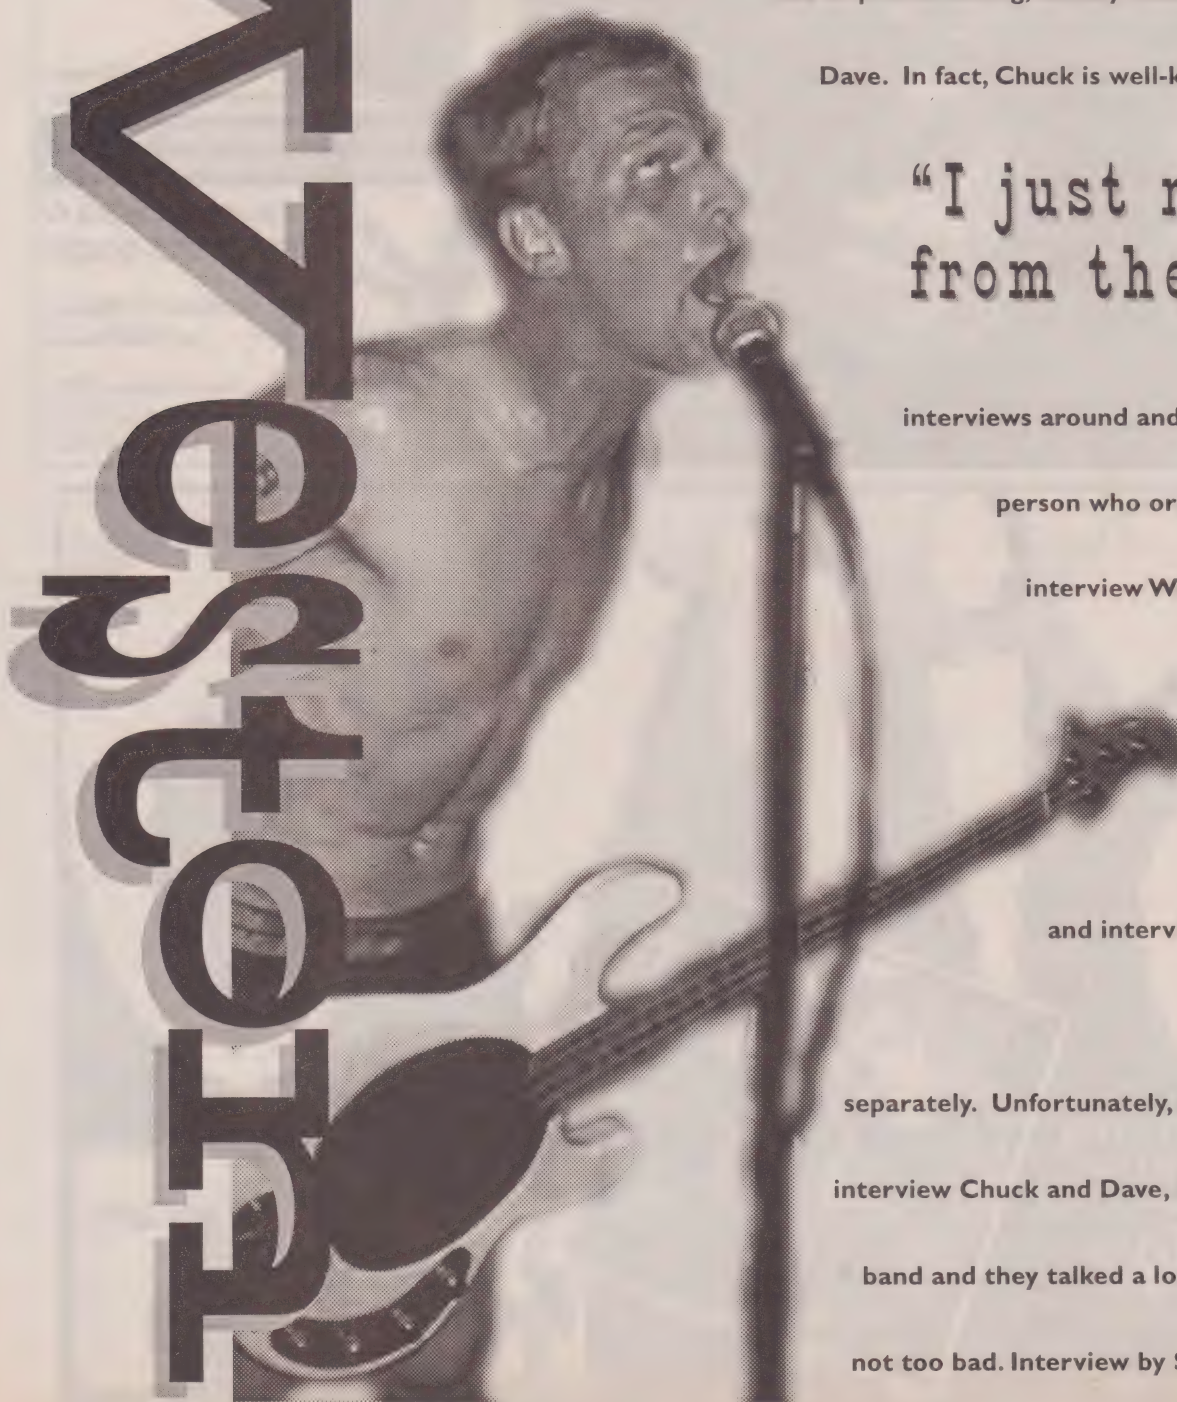 Weston
Dave. In fact, Chuck is well-k
“I just
from the
interviews around and
person who or
interview W
and interv
separately. Unfortunately,
interview Chuck and Dave,
band and they talked a lo
not too bad. Interview by S